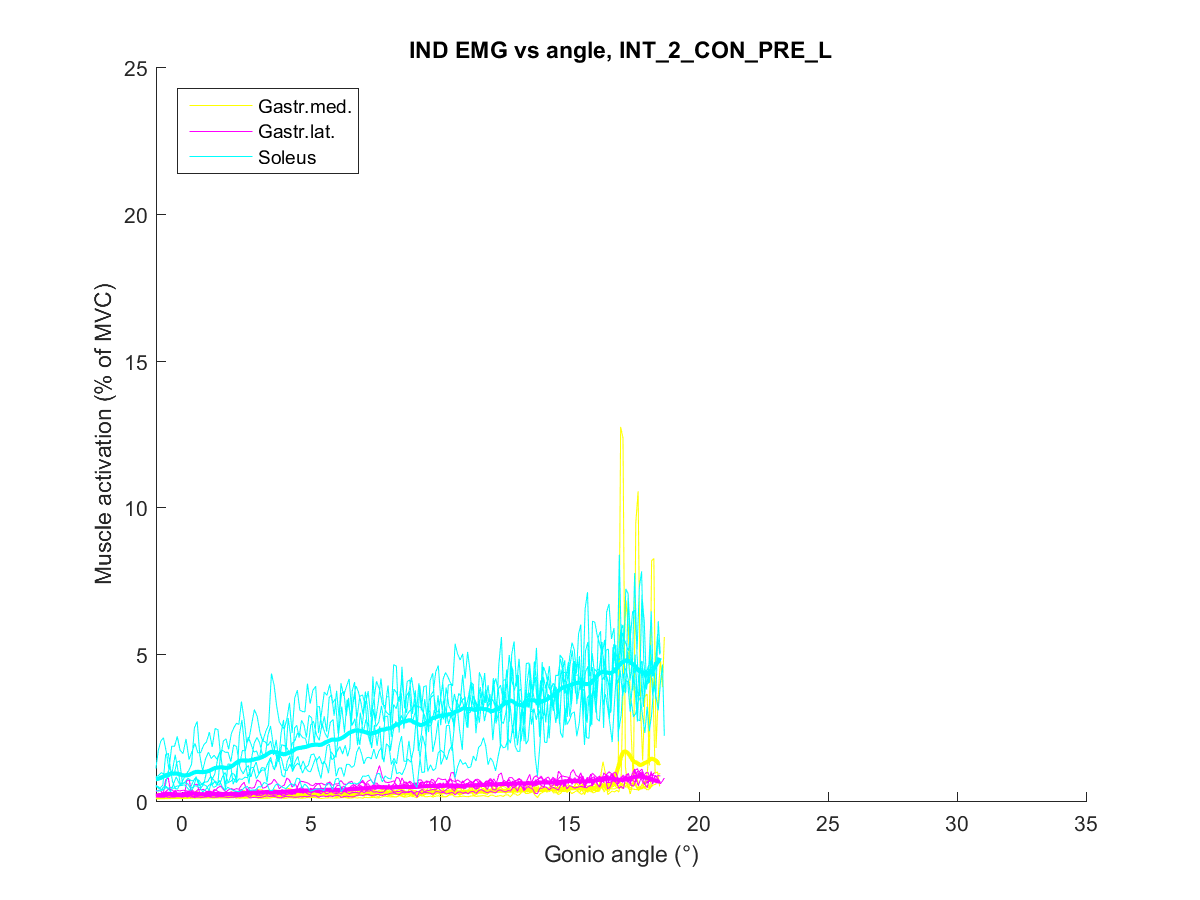 IND EMG vs angle, INT_2_CON_PRE_L
25
20
15
10
5
0
Muscle activation (% of MVC)
Gastr.med.
Gastr.lat.
Soleus
0 5 10 15 20 25 30 35
Gonio angle (°)